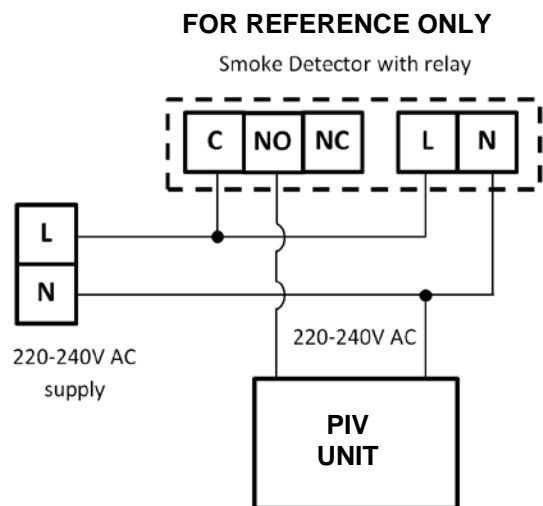 FOR REFERENCE ONLY
Smoke Detector with relay
C NO NC L N
L
N
220-240V AC
supply
220-240V AC
PIV
UNIT